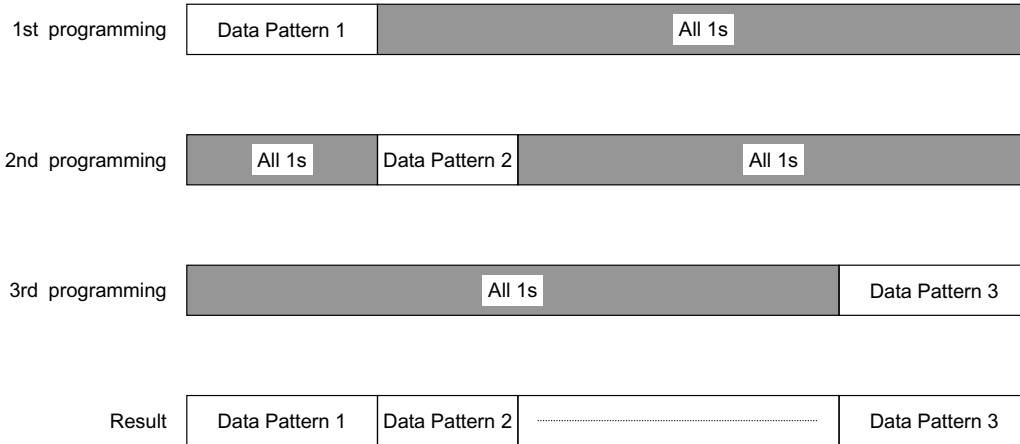 1st programming Data Pattern 1 All 1s
2nd programming All 1s Data Pattern 2 All 1s
3rd programming All 1s Data Pattern 3
Result Data Pattern 1 Data Pattern 2 Data Pattern 3